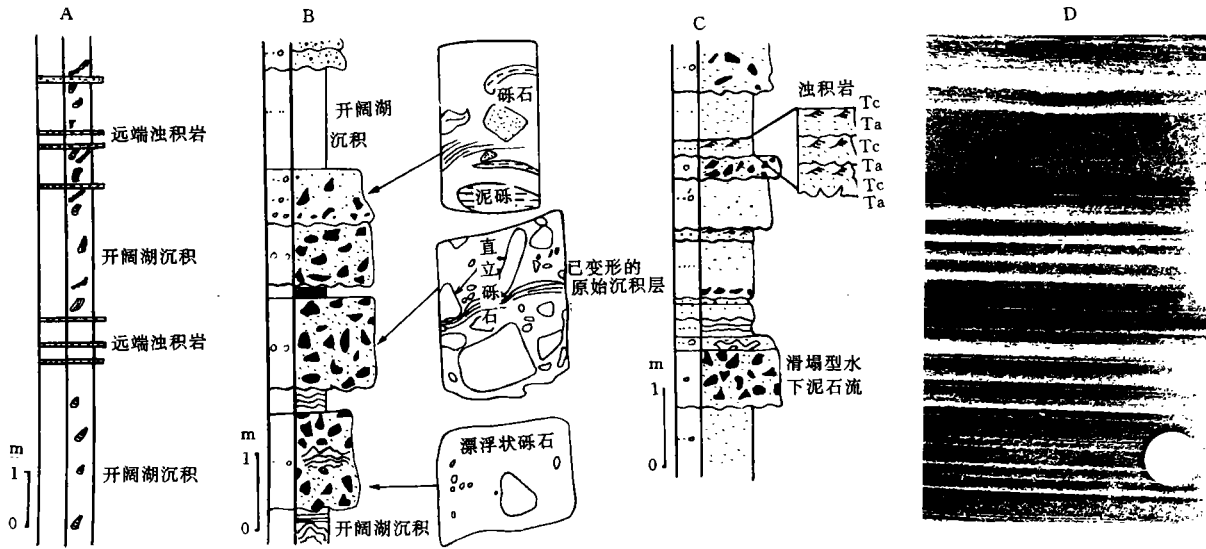 A
远端浊积岩
开阔湖沉积
远端浊积岩
开阔湖沉积
m
1
0
B
开阔湖
沉积
砾石
泥砾
直立砾石
已变形的
原始沉积层
漂浮状砾石
开阔湖沉积
m
1
0
C
浊积岩
Tc
Ta
Tc
Ta
Tc
Ta
滑塌型水
下泥石流
m
1
0
D